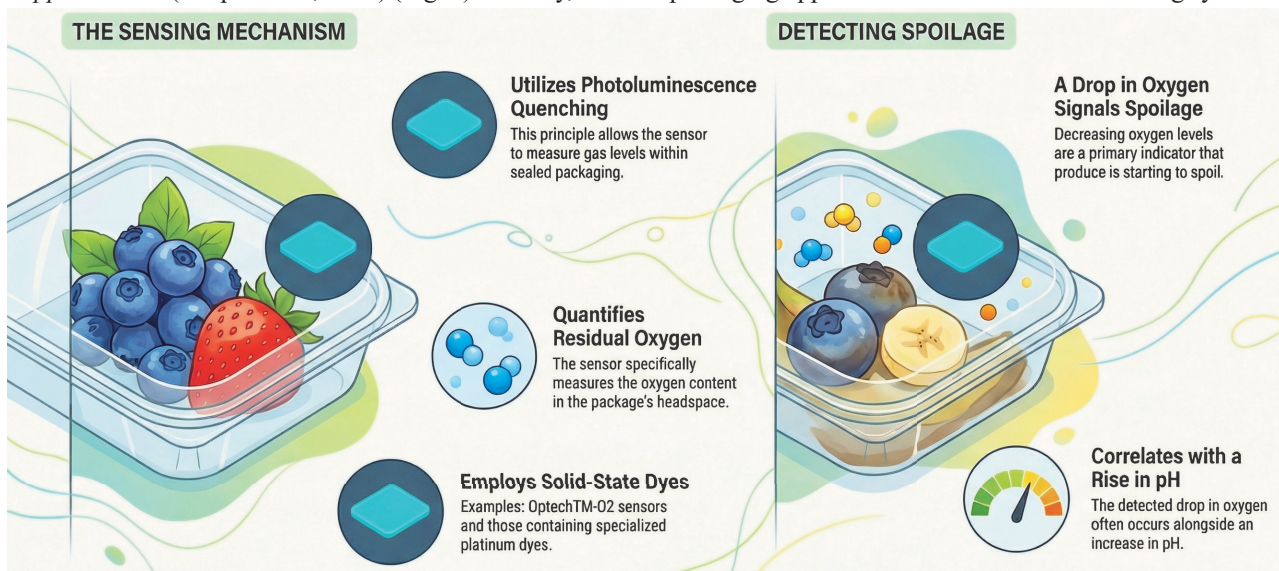 THE SENSING MECHANISM
Utilizes Photoluminescence
Quenching
This principle allows the sensor
to measure gas levels within
sealed packaging.
Quantifies
Residual Oxygen
The sensor specifically
measures the oxygen content
in the package's headspace.
Employs Solid-State Dyes
Examples: OptechTM-O2 sensors
and those containing specialized
platinum dyes.
DETECTING SPOILAGE
A Drop in Oxygen
Signals Spoilage
Decreasing oxygen levels
are a primary indicator that
produce is starting to spoil.
Correlates with a
Rise in pH
The detected drop in oxygen
often occurs alongside an
increase in pH.